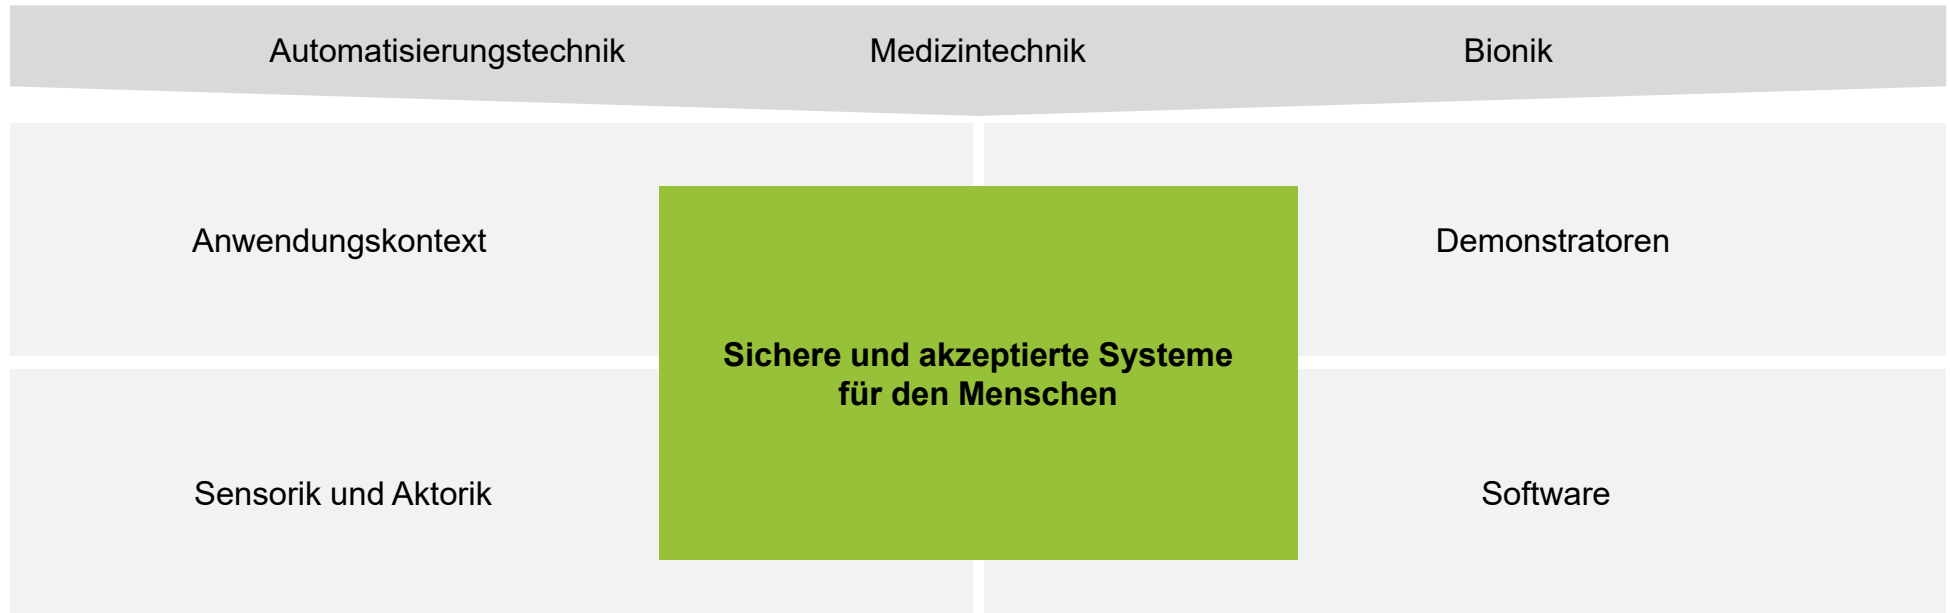 Automatisierungstechnik Medizintechnik Bionik
Anwendungskontext Demonstratoren
Sichere und akzeptierte Systeme
für den Menschen
Sensorik und Aktorik Software